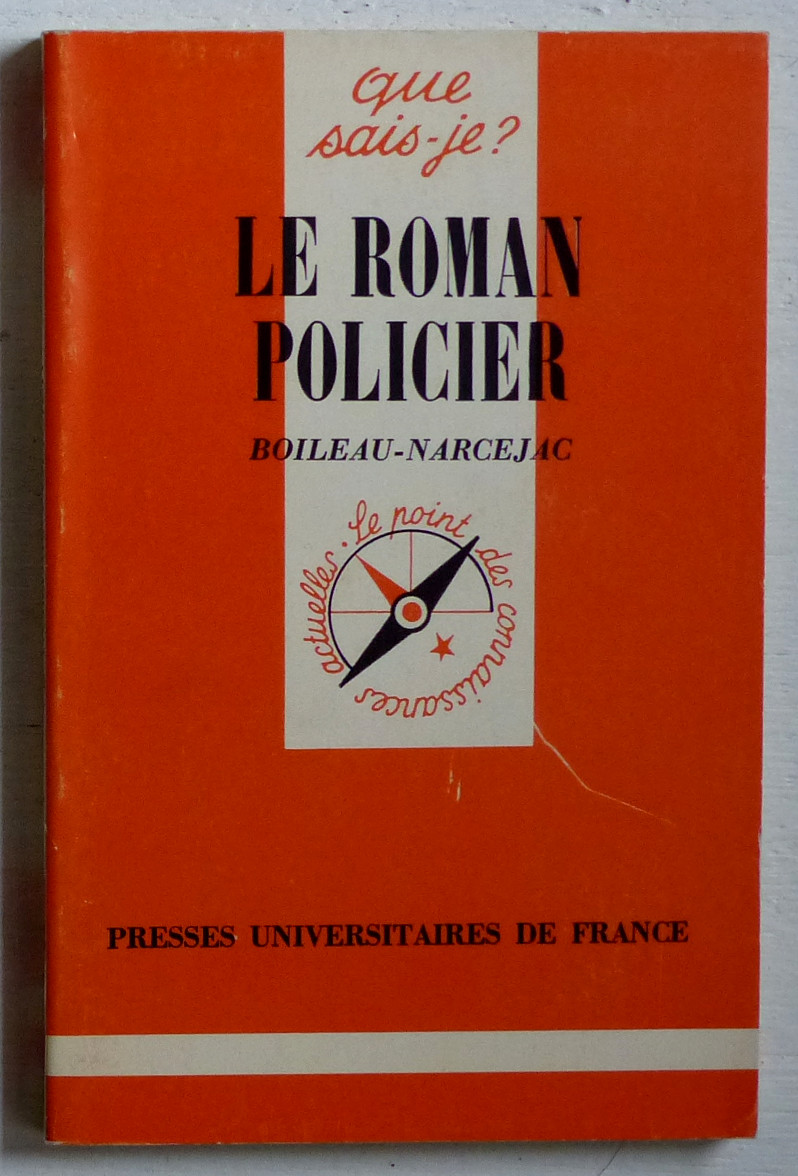 que
sais-je?
LE ROMAN
POLICIER
BOILEAU-NARCEJAC
Le point des connaissances actuelles.
PRESSES UNIVERSITAIRES DE FRANCE